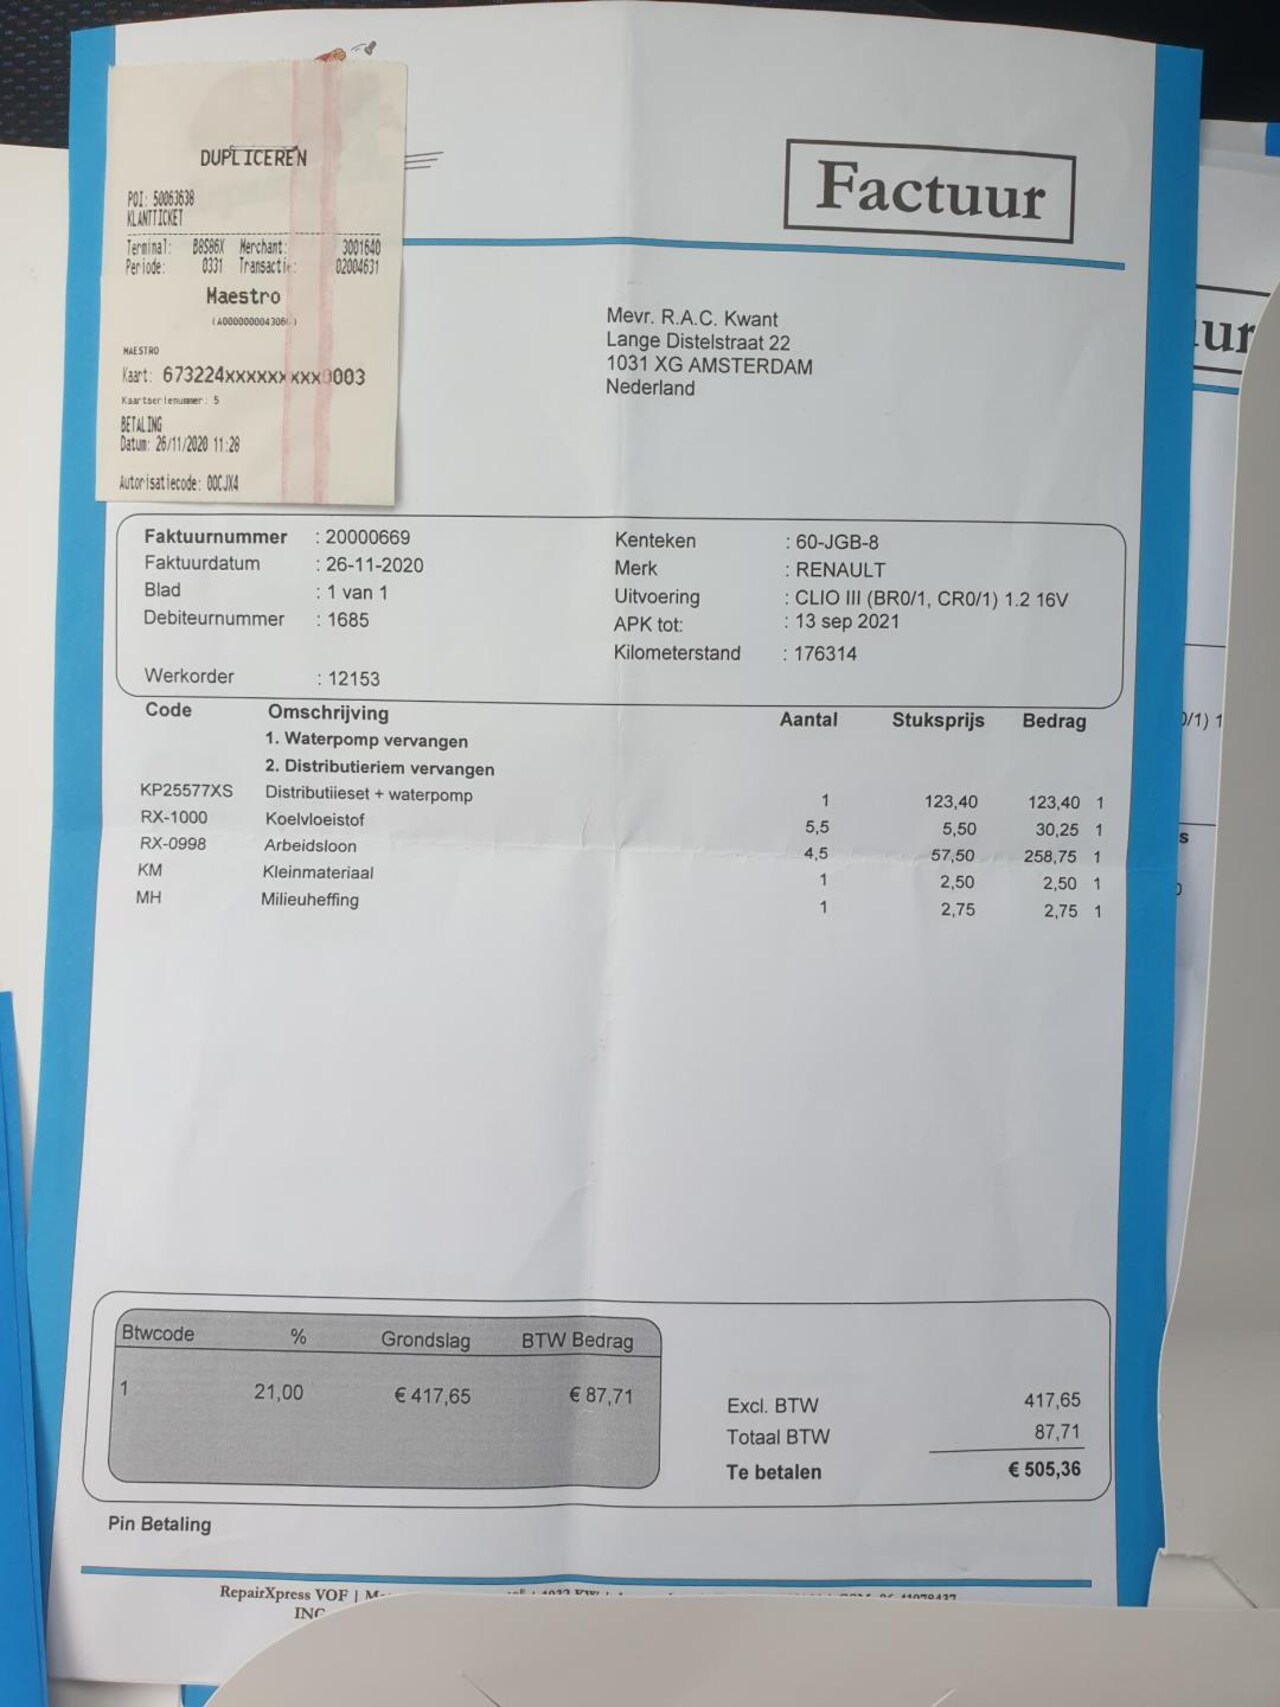 DUPLICEREN
POI: 50063638
KLANTTICKET
Terminal: B8S86X Merchant: 3001640
Periode: 0331 Transactie: 02004631
Maestro
MAESTRO
Kaart: 673224xxxxxxxxx0003
Kaartserienummer: 5
BETALING
Datum: 26/11/2020 11:28
Autorisatiecode: 00CJX4
Factuur
Mevr. R.A.C. Kwant
Lange Distelstraat 22
1031 XG AMSTERDAM
Nederland
Faktuurnummer : 20000669
Faktuurdatum : 26-11-2020
Blad : 1 van 1
Debiteurnummer : 1685
Werkorder : 12153
Kenteken : 60-JGB-8
Merk : RENAULT
Uitvoering : CLIO III (BR0/1, CR0/1) 1.2 16V
APK tot: : 13 sep 2021
Kilometerstand : 176314
Code Omschrijving Aantal Stuksprijs Bedrag
1. Waterpomp vervangen
2. Distributieriem vervangen
KP25577XS Distributiieset + waterpomp 1 123,40 123,40 1
RX-1000 Koelvloeistof 5,5 5,50 30,25 1
RX-0998 Arbeidsloon 4,5 57,50 258,75 1
KM Kleinmateriaal 1 2,50 2,50 1
MH Milieuheffing 1 2,75 2,75 1
Btwcode % Grondslag BTW Bedrag
1 21,00 € 417,65 € 87,71
Excl. BTW 417,65
Totaal BTW 87,71
Te betalen € 505,36
Pin Betaling
RepairXpress VOF |
ING
uur
0/1) 1